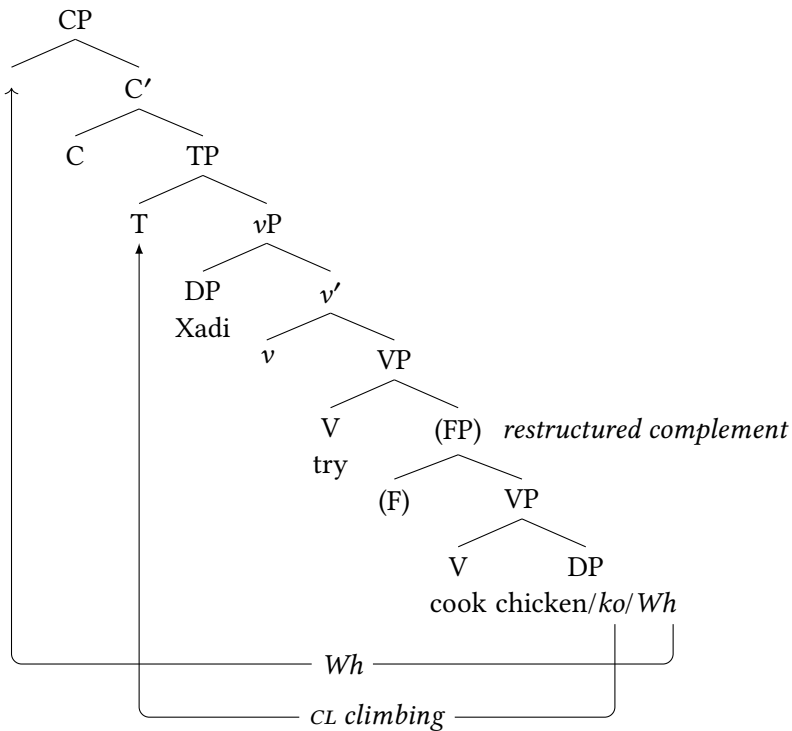 CP
C′
C TP
T vP
DP v′
Xadi
v VP
V (FP) restructured complement
try
(F) VP
V DP
cook chicken/ko/Wh
Wh
CL climbing